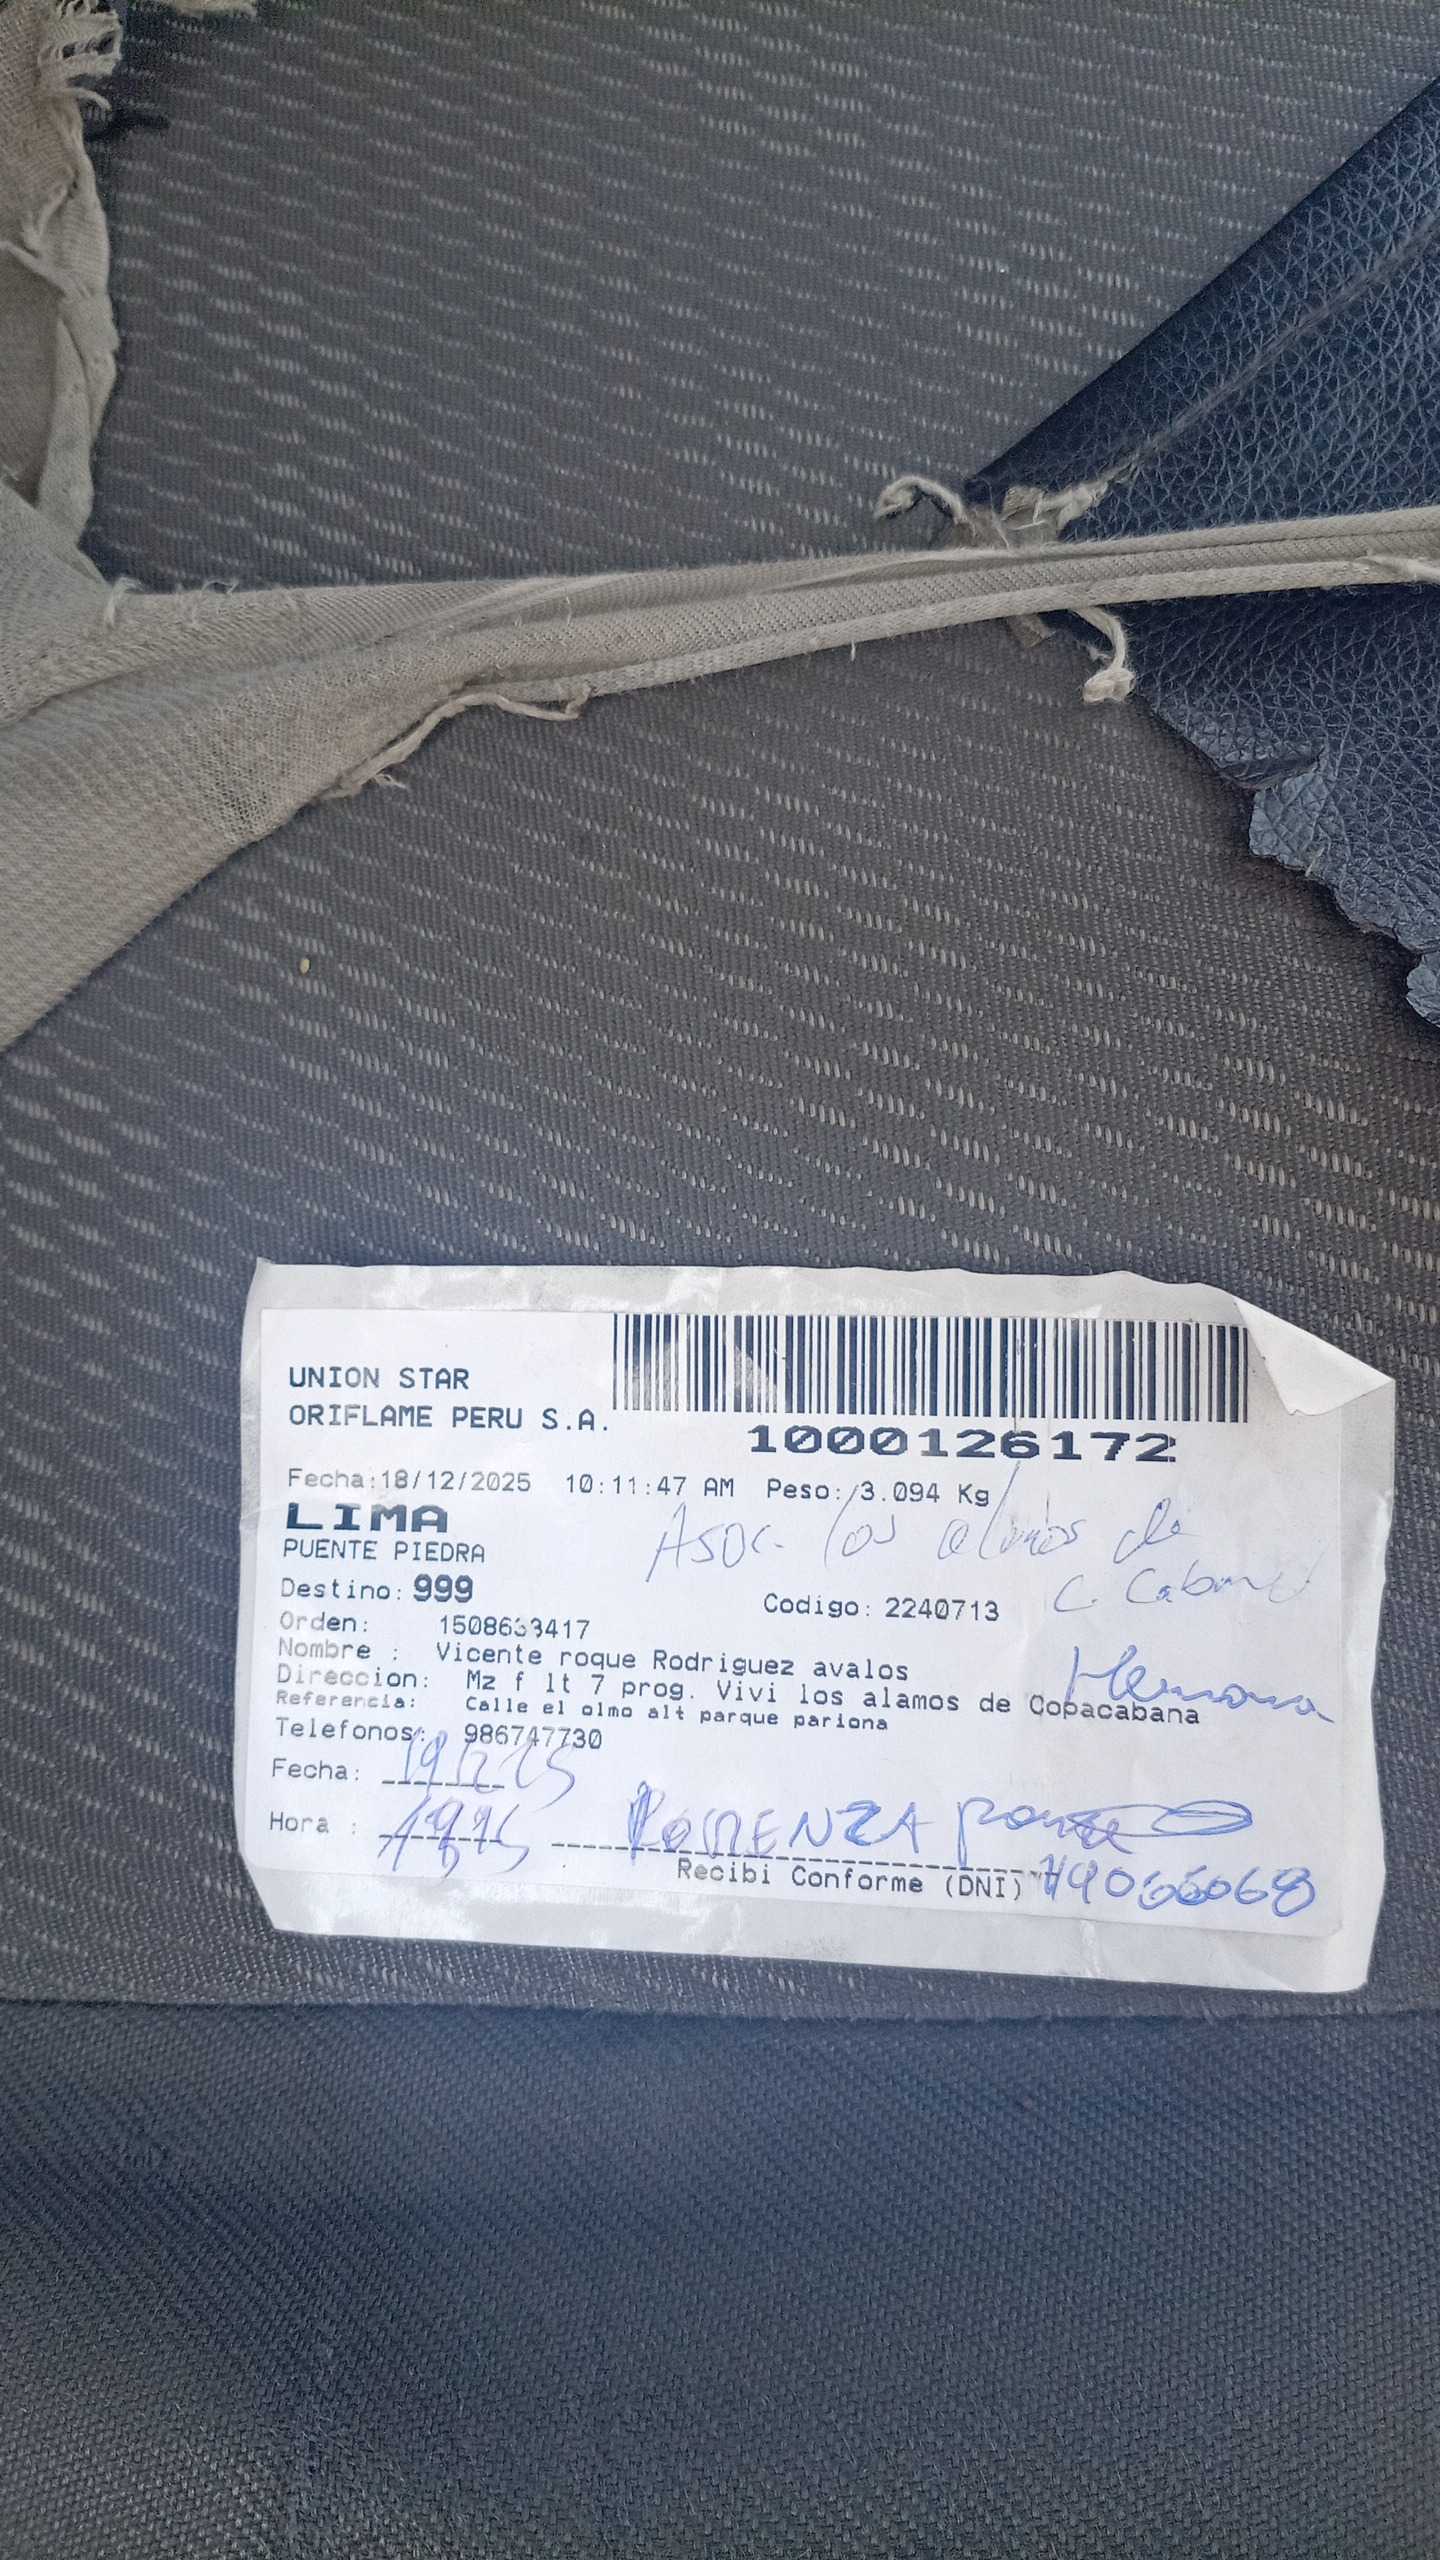 UNION STAR
ORIFLAME PERU S.A.
1000126172
Fecha:18/12/2025 10:11:47 AM Peso: 3.094 Kg
LIMA
Asoc. los alamos de
PUENTE PIEDRA
Destino: 999
Codigo: 2240713
C.
Orden: 1508633417
Nombre : Vicente roque Rodriguez avalos
Hermana
Direccion: Mz f lt 7 prog. Vivi los alamos de Copacabana
Referencia: Calle el olmo alt parque pariona
Telefonos: 986747730
Fecha:
Hora :
Recibi Conforme (DNI)